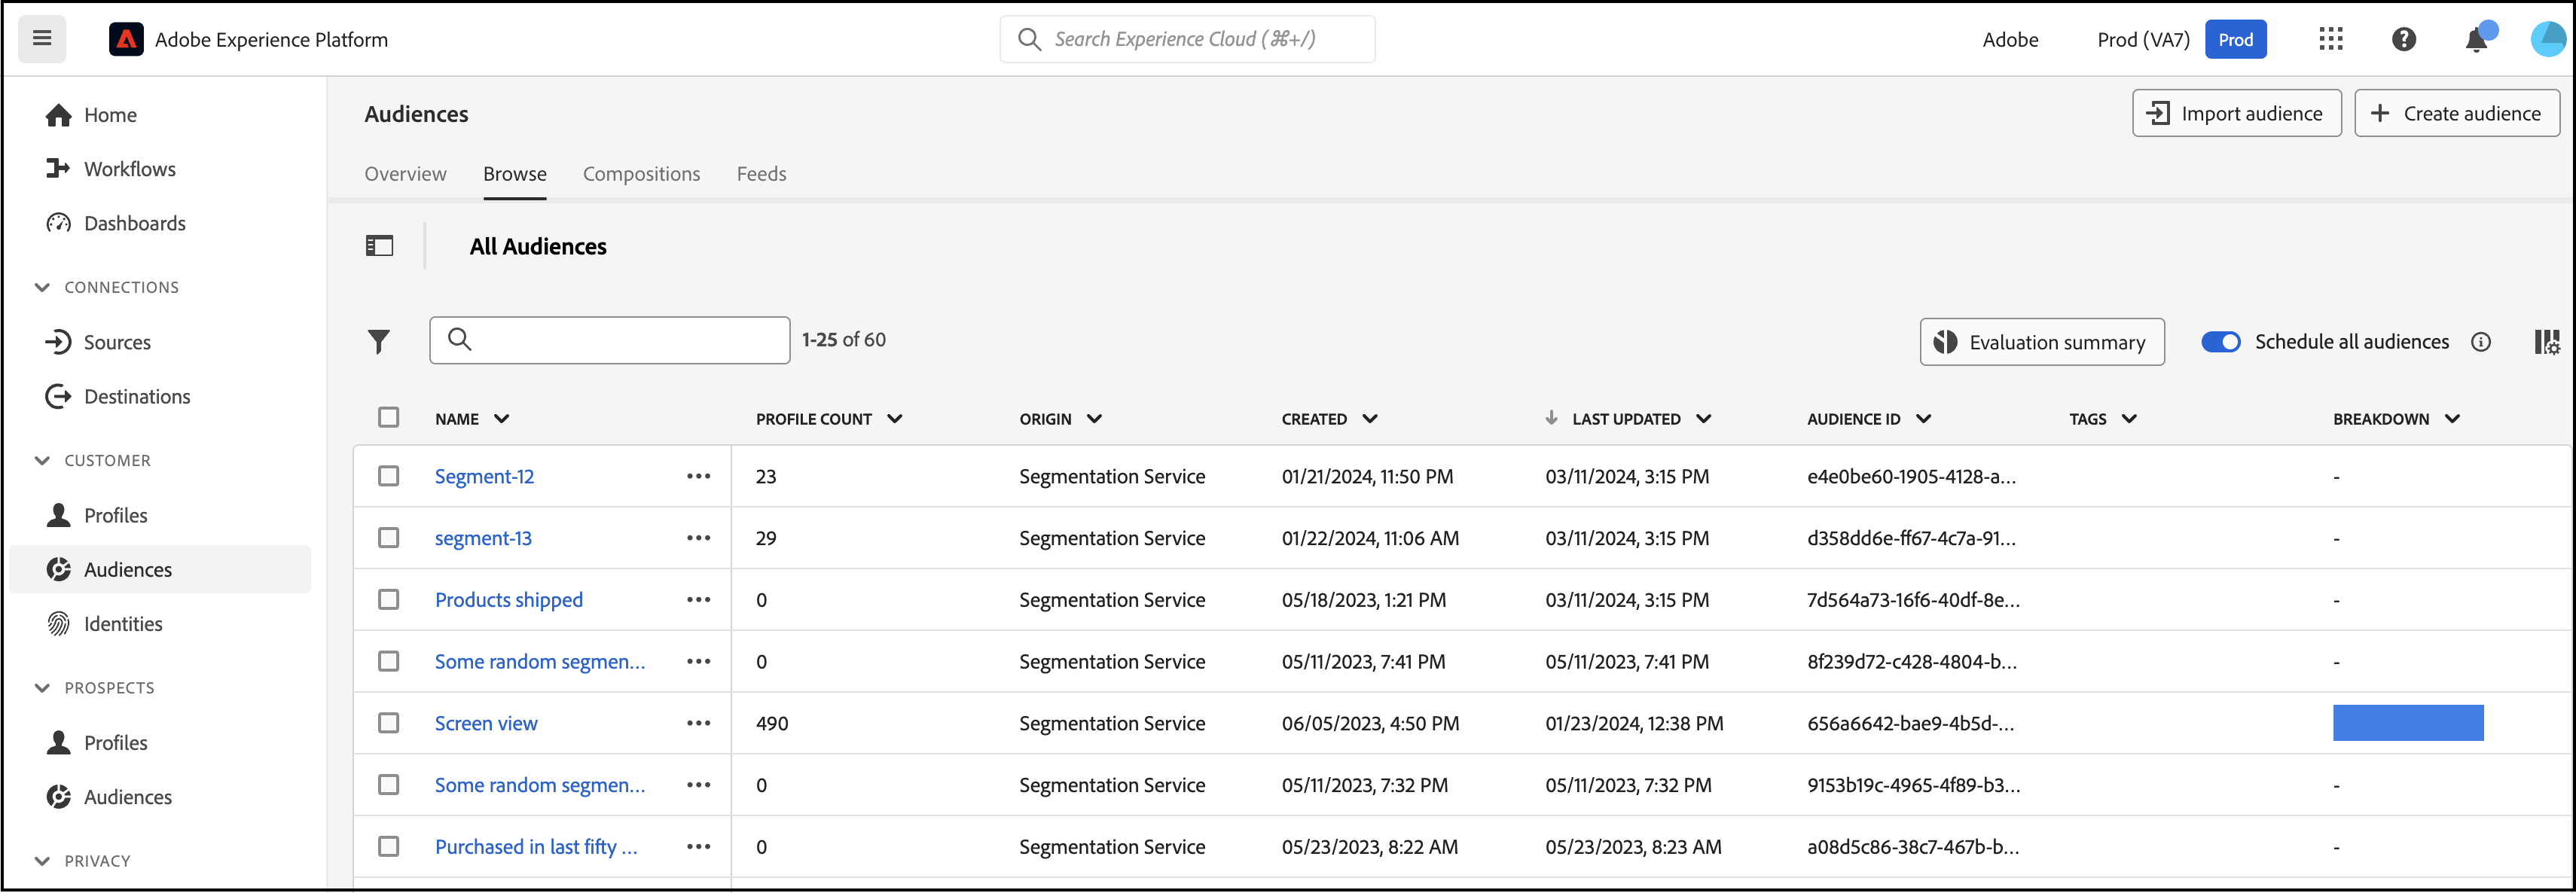 Adobe Experience Platform
Search Experience Cloud (⌘+/)
Adobe
Prod (VA7)
Prod
Home
Workflows
Dashboards
CONNECTIONS
Sources
Destinations
CUSTOMER
Profiles
Audiences
Identities
PROSPECTS
Profiles
Audiences
PRIVACY
Audiences
Import audience
Create audience
Overview Browse Compositions Feeds
All Audiences
1-25 of 60
Evaluation summary
Schedule all audiences
NAME PROFILE COUNT ORIGIN CREATED LAST UPDATED AUDIENCE ID TAGS BREAKDOWN
Segment-12 ••• 23 Segmentation Service 01/21/2024, 11:50 PM 03/11/2024, 3:15 PM e4e0be60-1905-4128-a... -
segment-13 ••• 29 Segmentation Service 01/22/2024, 11:06 AM 03/11/2024, 3:15 PM d358dd6e-ff67-4c7a-91... -
Products shipped ••• 0 Segmentation Service 05/18/2023, 1:21 PM 03/11/2024, 3:15 PM 7d564a73-16f6-40df-8e... -
Some random segmen... ••• 0 Segmentation Service 05/11/2023, 7:41 PM 05/11/2023, 7:41 PM 8f239d72-c428-4804-b... -
Screen view ••• 490 Segmentation Service 06/05/2023, 4:50 PM 01/23/2024, 12:38 PM 656a6642-bae9-4b5d-...
Some random segmen... ••• 0 Segmentation Service 05/11/2023, 7:32 PM 05/11/2023, 7:32 PM 9153b19c-4965-4f89-b3... -
Purchased in last fifty ... ••• 0 Segmentation Service 05/23/2023, 8:22 AM 05/23/2023, 8:23 AM a08d5c86-38c7-467b-b... -